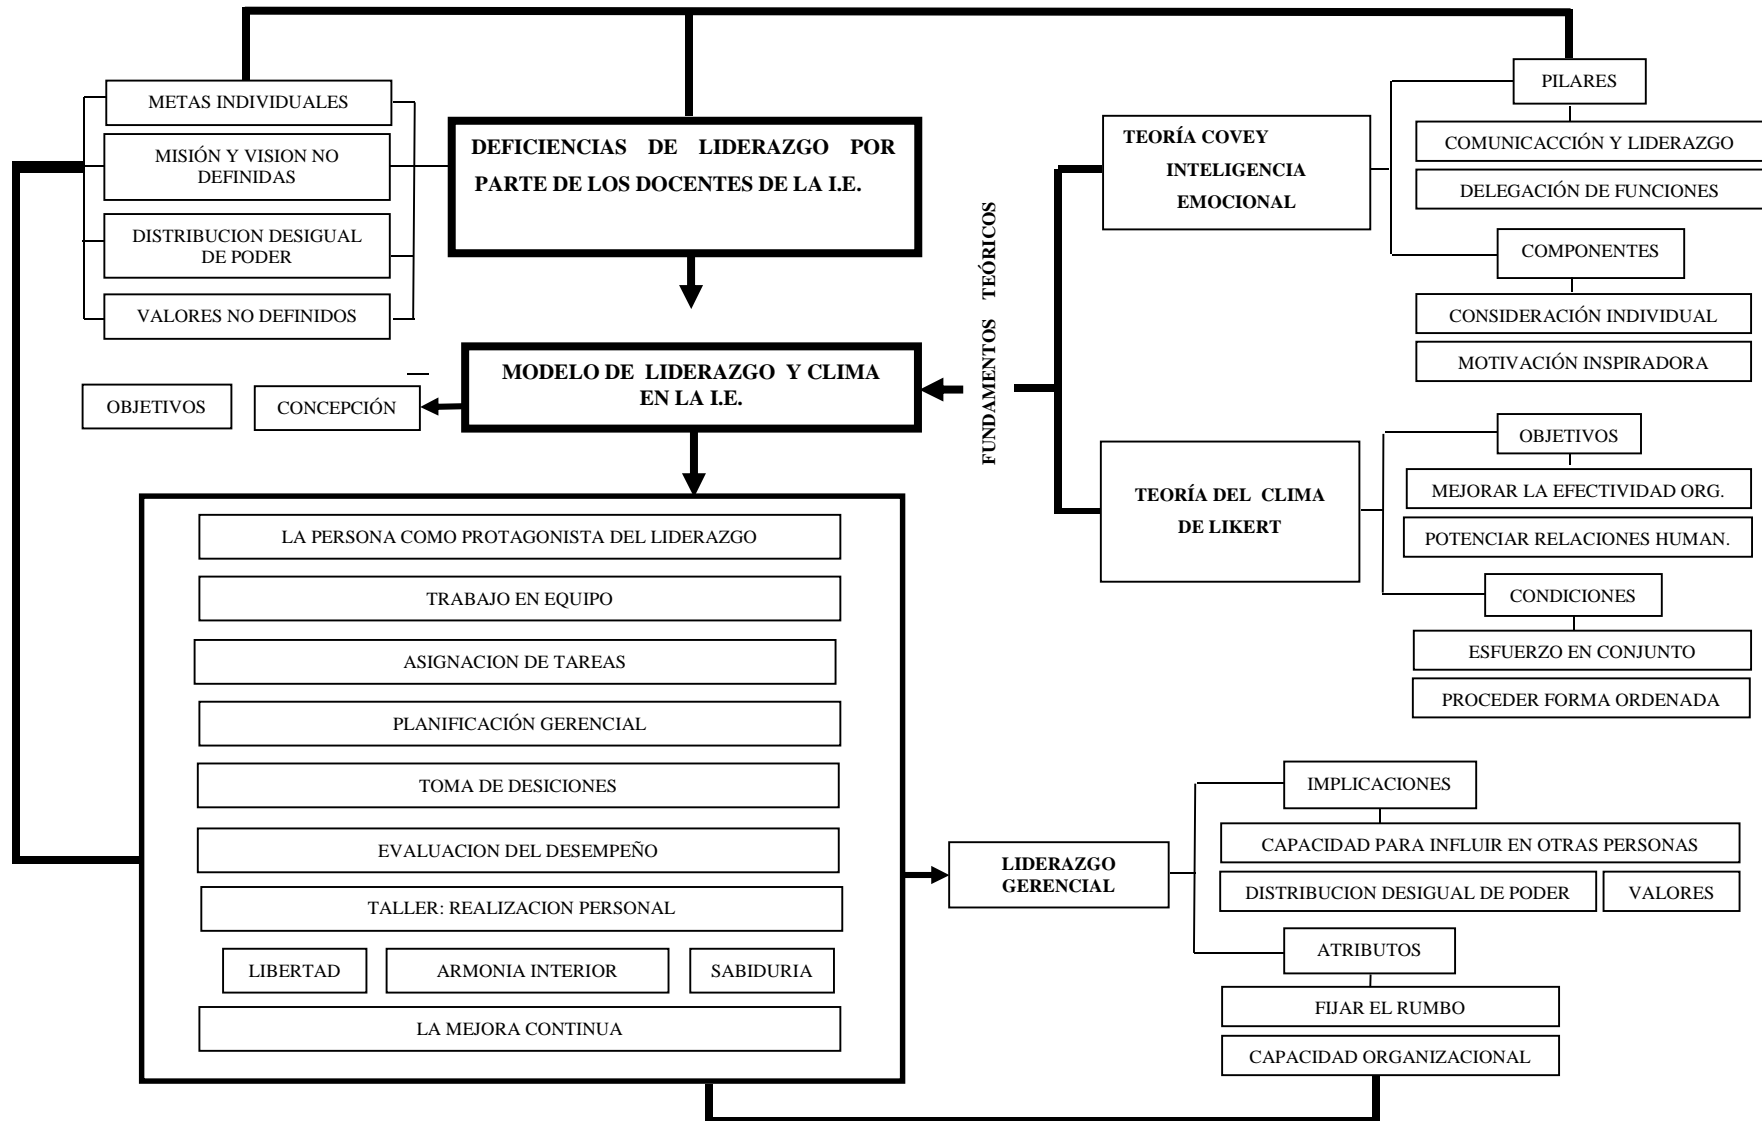 METAS INDIVIDUALES
MISIÓN Y VISION NO
DEFINIDAS
DISTRIBUCION DESIGUAL
DE PODER
VALORES NO DEFINIDOS
DEFICIENCIAS DE LIDERAZGO POR
PARTE DE LOS DOCENTES DE LA I.E.
MODELO DE LIDERAZGO Y CLIMA
EN LA I.E.
OBJETIVOS
CONCEPCIÓN
FUNDAMENTOS TEÓRICOS
TEORÍA COVEY
INTELIGENCIA
EMOCIONAL
PILARES
COMUNICACCIÓN Y LIDERAZGO
DELEGACIÓN DE FUNCIONES
COMPONENTES
CONSIDERACIÓN INDIVIDUAL
MOTIVACIÓN INSPIRADORA
TEORÍA DEL CLIMA
DE LIKERT
OBJETIVOS
MEJORAR LA EFECTIVIDAD ORG.
POTENCIAR RELACIONES HUMAN.
CONDICIONES
ESFUERZO EN CONJUNTO
PROCEDER FORMA ORDENADA
LA PERSONA COMO PROTAGONISTA DEL LIDERAZGO
TRABAJO EN EQUIPO
ASIGNACION DE TAREAS
PLANIFICACIÓN GERENCIAL
TOMA DE DESICIONES
EVALUACION DEL DESEMPEÑO
TALLER: REALIZACION PERSONAL
LIBERTAD
ARMONIA INTERIOR
SABIDURIA
LA MEJORA CONTINUA
LIDERAZGO
GERENCIAL
IMPLICACIONES
CAPACIDAD PARA INFLUIR EN OTRAS PERSONAS
DISTRIBUCION DESIGUAL DE PODER
VALORES
ATRIBUTOS
FIJAR EL RUMBO
CAPACIDAD ORGANIZACIONAL